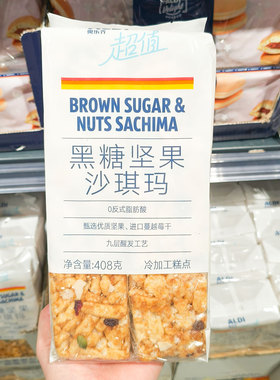 超值
BROWN SUGAR &
NUTS SACHIMA
黑糖坚果
沙琪玛
0反式脂肪酸
甄选优质坚果、进口蔓越莓干
九层酥发工艺
净含量:408克
冷加工糕点
SUGAR &
ALDI
ALDI